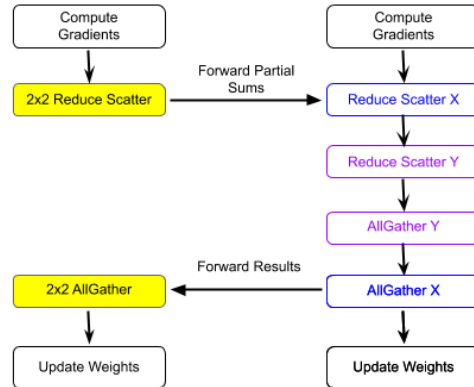 Compute
Gradients
Compute
Gradients
Forward Partial
Sums
2x2 Reduce Scatter
Reduce Scatter X
Reduce Scatter Y
AllGather Y
Forward Results
2x2 AllGather
AllGather X
Update Weights
Update Weights